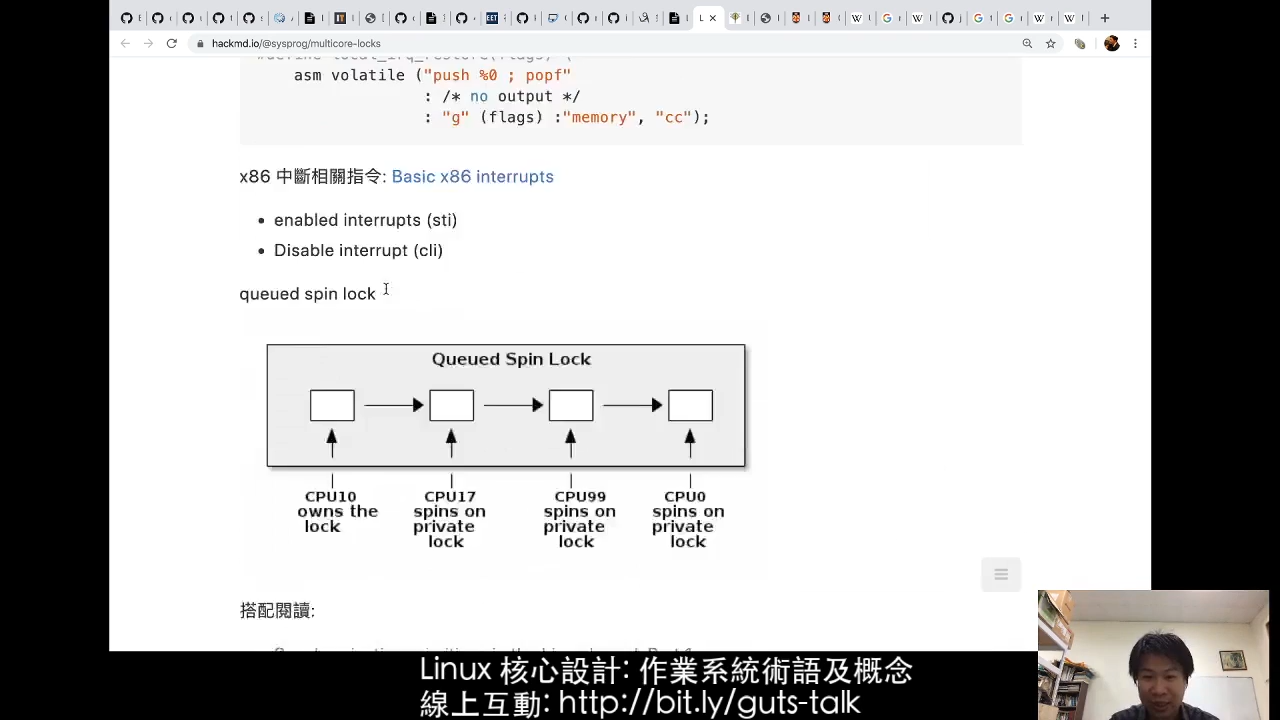 hackmd.io/@sysprog/multicore-locks
#define local_irq_restore(flags) (
asm volatile ("push %0 ; popf"
: /* no output */
: "g" (flags) :"memory", "cc");
x86 中斷相關指令: Basic x86 interrupts
enabled interrupts (sti)
Disable interrupt (cli)
queued spin lock
Queued Spin Lock
CPU10 owns the lock
CPU17 spins on private lock
CPU99 spins on private lock
CPU0 spins on private lock
搭配閱讀:
Linux 核心設計: 作業系統術語及概念
線上互動: http://bit.ly/guts-talk